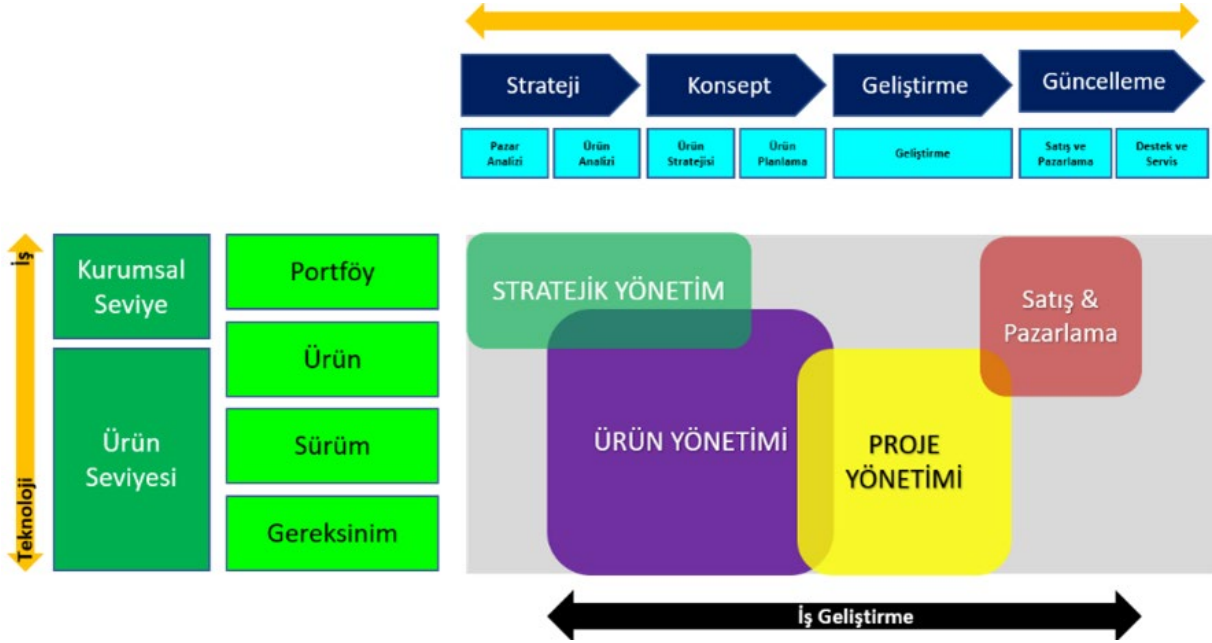 Strateji
Konsept
Geliştirme
Güncelleme
Pazar
Analizi
Ürün
Analizi
Ürün
Stratejisi
Ürün
Planlama
Geliştirme
Satış ve
Pazarlama
Destek ve
Servis
İş
Teknoloji
Kurumsal
Seviye
Ürün
Seviyesi
Portföy
Ürün
Sürüm
Gereksinim
STRATEJİK YÖNETİM
ÜRÜN YÖNETİMİ
PROJE
YÖNETİMİ
Satış &
Pazarlama
İş Geliştirme